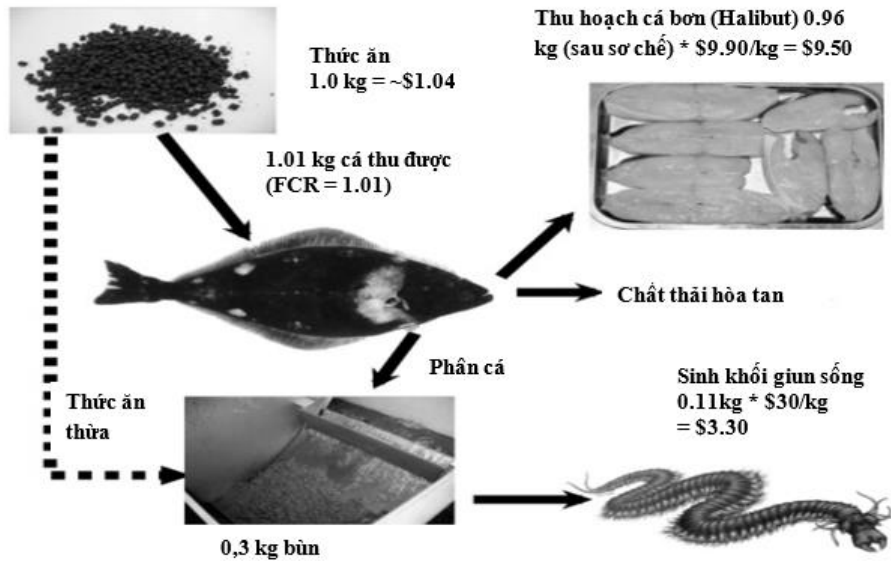 Thức ăn
1.0 kg = ~$1.04
Thu hoạch cá bơn (Halibut) 0.96
kg (sau sơ chế) * $9.90/kg = $9.50
1.01 kg cá thu được
(FCR = 1.01)
Chất thải hòa tan
Phân cá
Thức ăn
thừa
Sinh khối giun sống
0.11kg * $30/kg
= $3.30
0,3 kg bùn